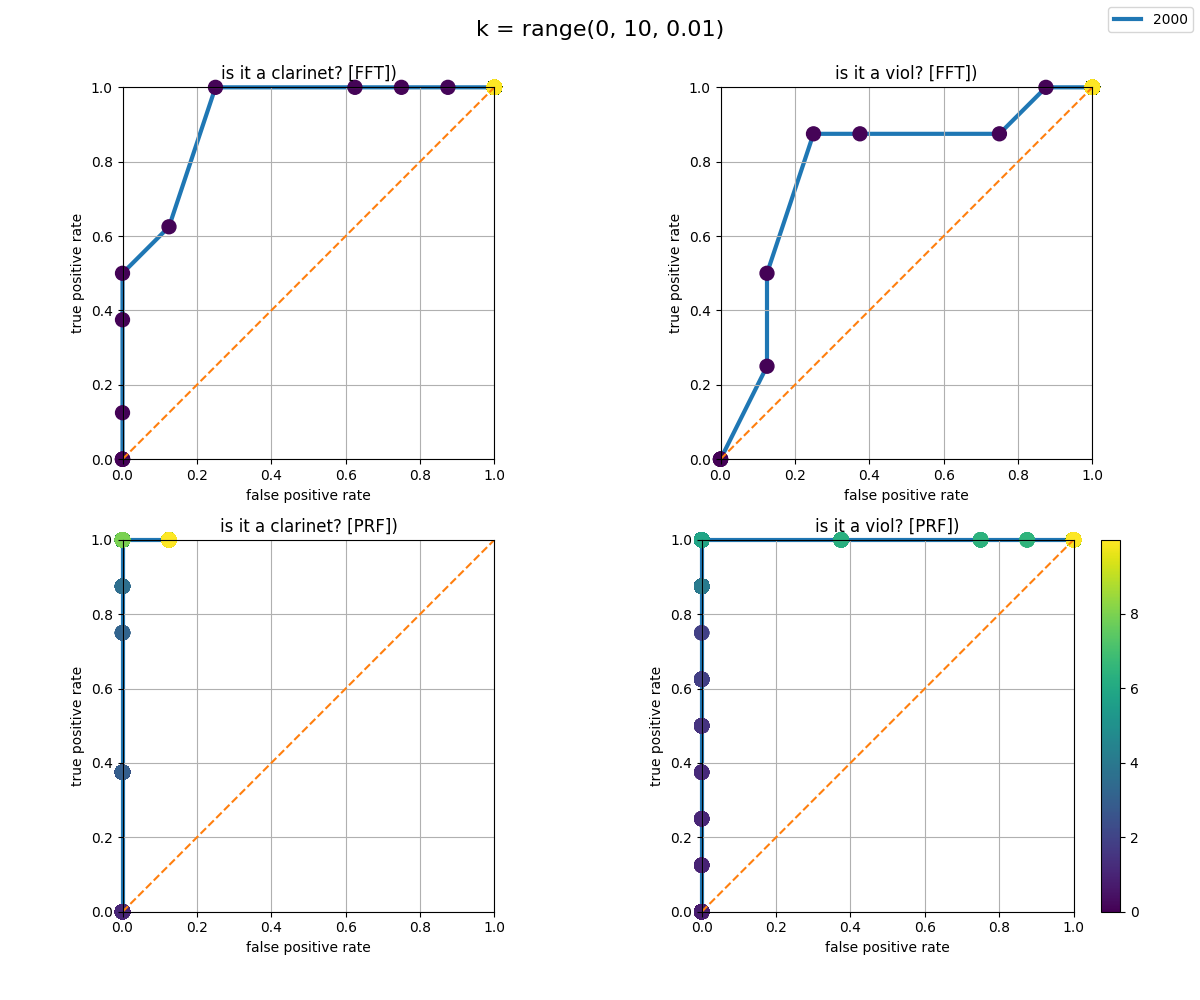 k = range(0, 10, 0.01)
2000
is it a clarinet? [FFT])
1.0
0.8
0.6
0.4
0.2
0.0
true positive rate
0.0 0.2 0.4 0.6 0.8 1.0
false positive rate
is it a viol? [FFT])
1.0
0.8
0.6
0.4
0.2
0.0
true positive rate
0.0 0.2 0.4 0.6 0.8 1.0
false positive rate
is it a clarinet? [PRF])
1.0
0.8
0.6
0.4
0.2
0.0
true positive rate
0.0 0.2 0.4 0.6 0.8 1.0
false positive rate
is it a viol? [PRF])
1.0
0.8
0.6
0.4
0.2
0.0
true positive rate
0.0 0.2 0.4 0.6 0.8 1.0
false positive rate
8
6
4
2
0